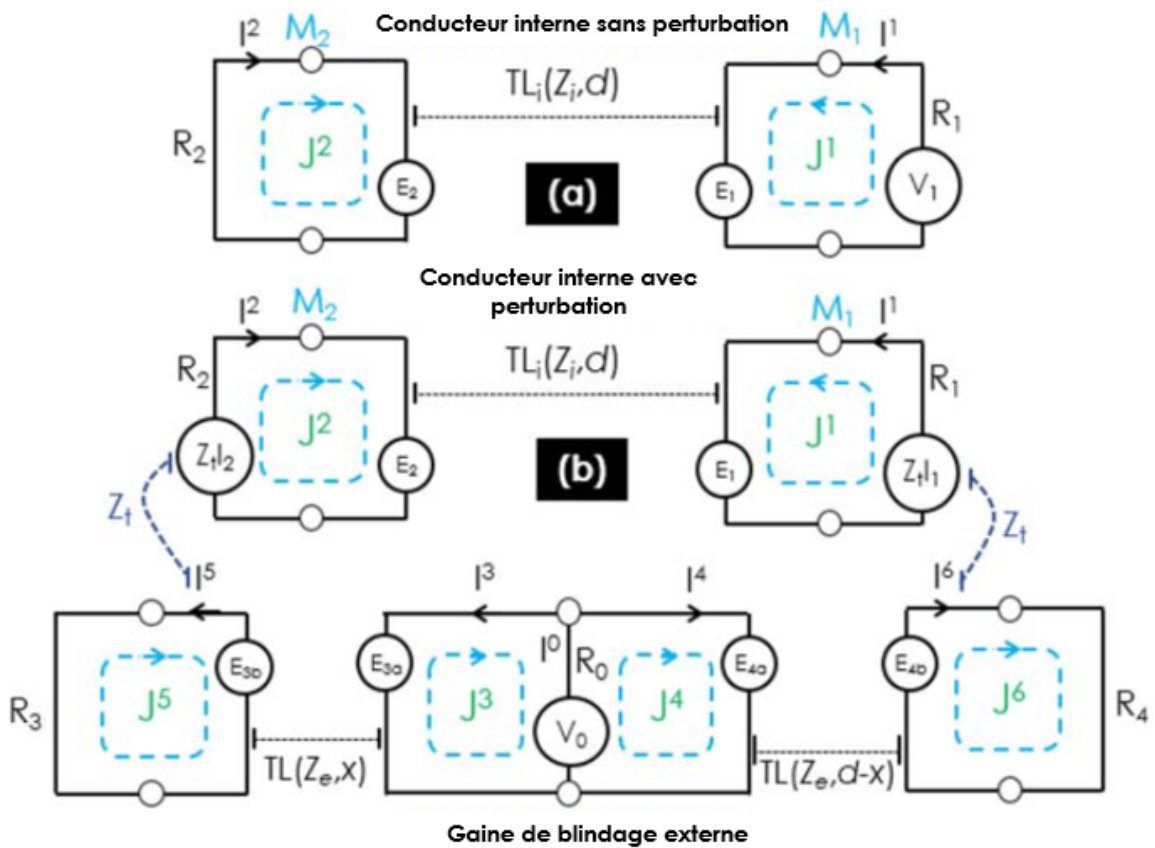 Conducteur interne sans perturbation
I² M₂ M₁ I¹
TLᵢ(Zᵢ,d)
R₂ J² E₂ E₁ J¹ V₁ R₁
(a)
Conducteur interne avec
perturbation
I² M₂ M₁ I¹
TLᵢ(Zᵢ,d)
R₂ J² J¹ R₁
ZₜI₂ E₂ E₁ ZₜI₁
(b)
Zₜ Zₜ
I⁵ I³ I⁴ I⁶
E₃ᵦ E₃ₐ I⁰ R₀ E₄ₐ E₄ᵦ
R₃ J⁵ J³ V₀ J⁴ J⁶ R₄
TL(Zₑ,x) TL(Zₑ,d-x)
Gaine de blindage externe